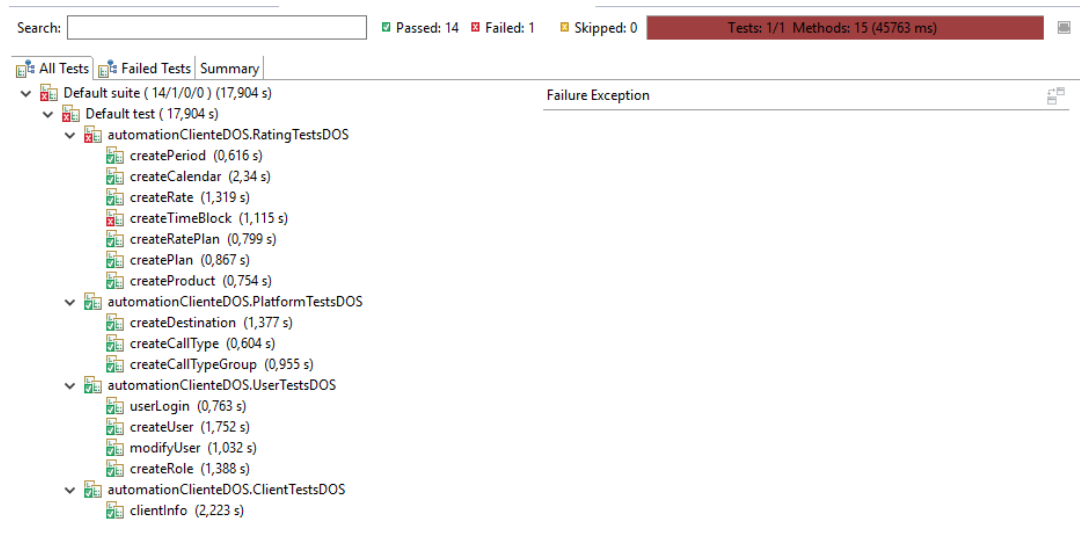 Search: Passed: 14 Failed: 1 Skipped: 0 Tests: 1/1 Methods: 15 (45763 ms)
All Tests Failed Tests Summary
Default suite ( 14/1/0/0 ) (17,904 s) Failure Exception
Default test ( 17,904 s)
automationClienteDOS.RatingTestsDOS
createPeriod (0,616 s)
createCalendar (2,34 s)
createRate (1,319 s)
createTimeBlock (1,115 s)
createRatePlan (0,799 s)
createPlan (0,867 s)
createProduct (0,754 s)
automationClienteDOS.PlatformTestsDOS
createDestination (1,377 s)
createCallType (0,604 s)
createCallTypeGroup (0,955 s)
automationClienteDOS.UserTestsDOS
userLogin (0,763 s)
createUser (1,752 s)
modifyUser (1,032 s)
createRole (1,388 s)
automationClienteDOS.ClientTestsDOS
clientInfo (2,223 s)